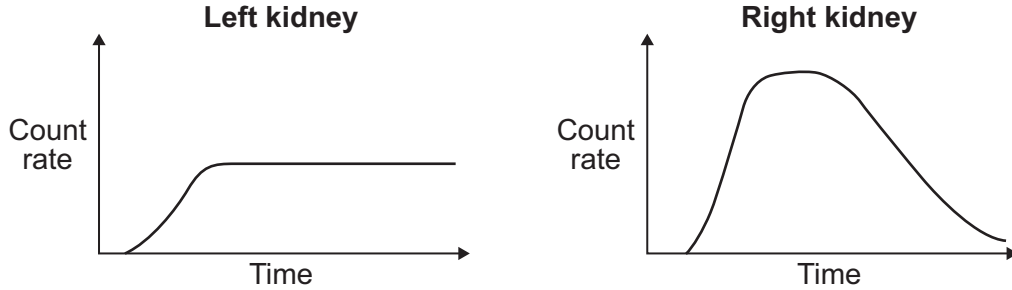 Left kidney
Count
rate
Time
Right kidney
Count
rate
Time